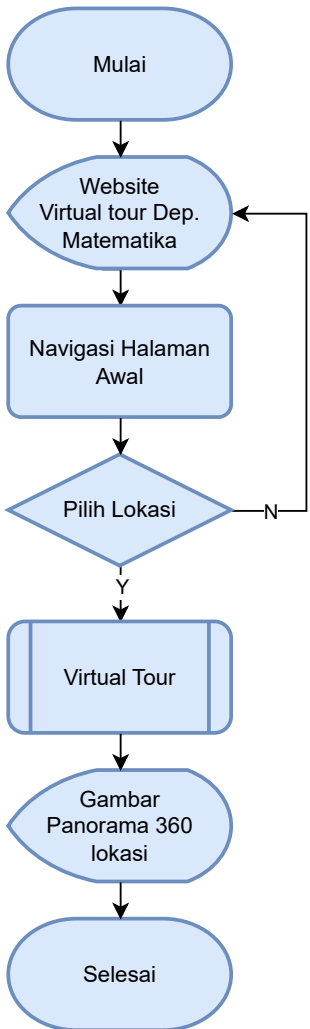 Mulai
Website
Virtual tour Dep.
Matematika
Navigasi Halaman
Awal
Pilih Lokasi
N
Y
Virtual Tour
Gambar
Panorama 360
lokasi
Selesai